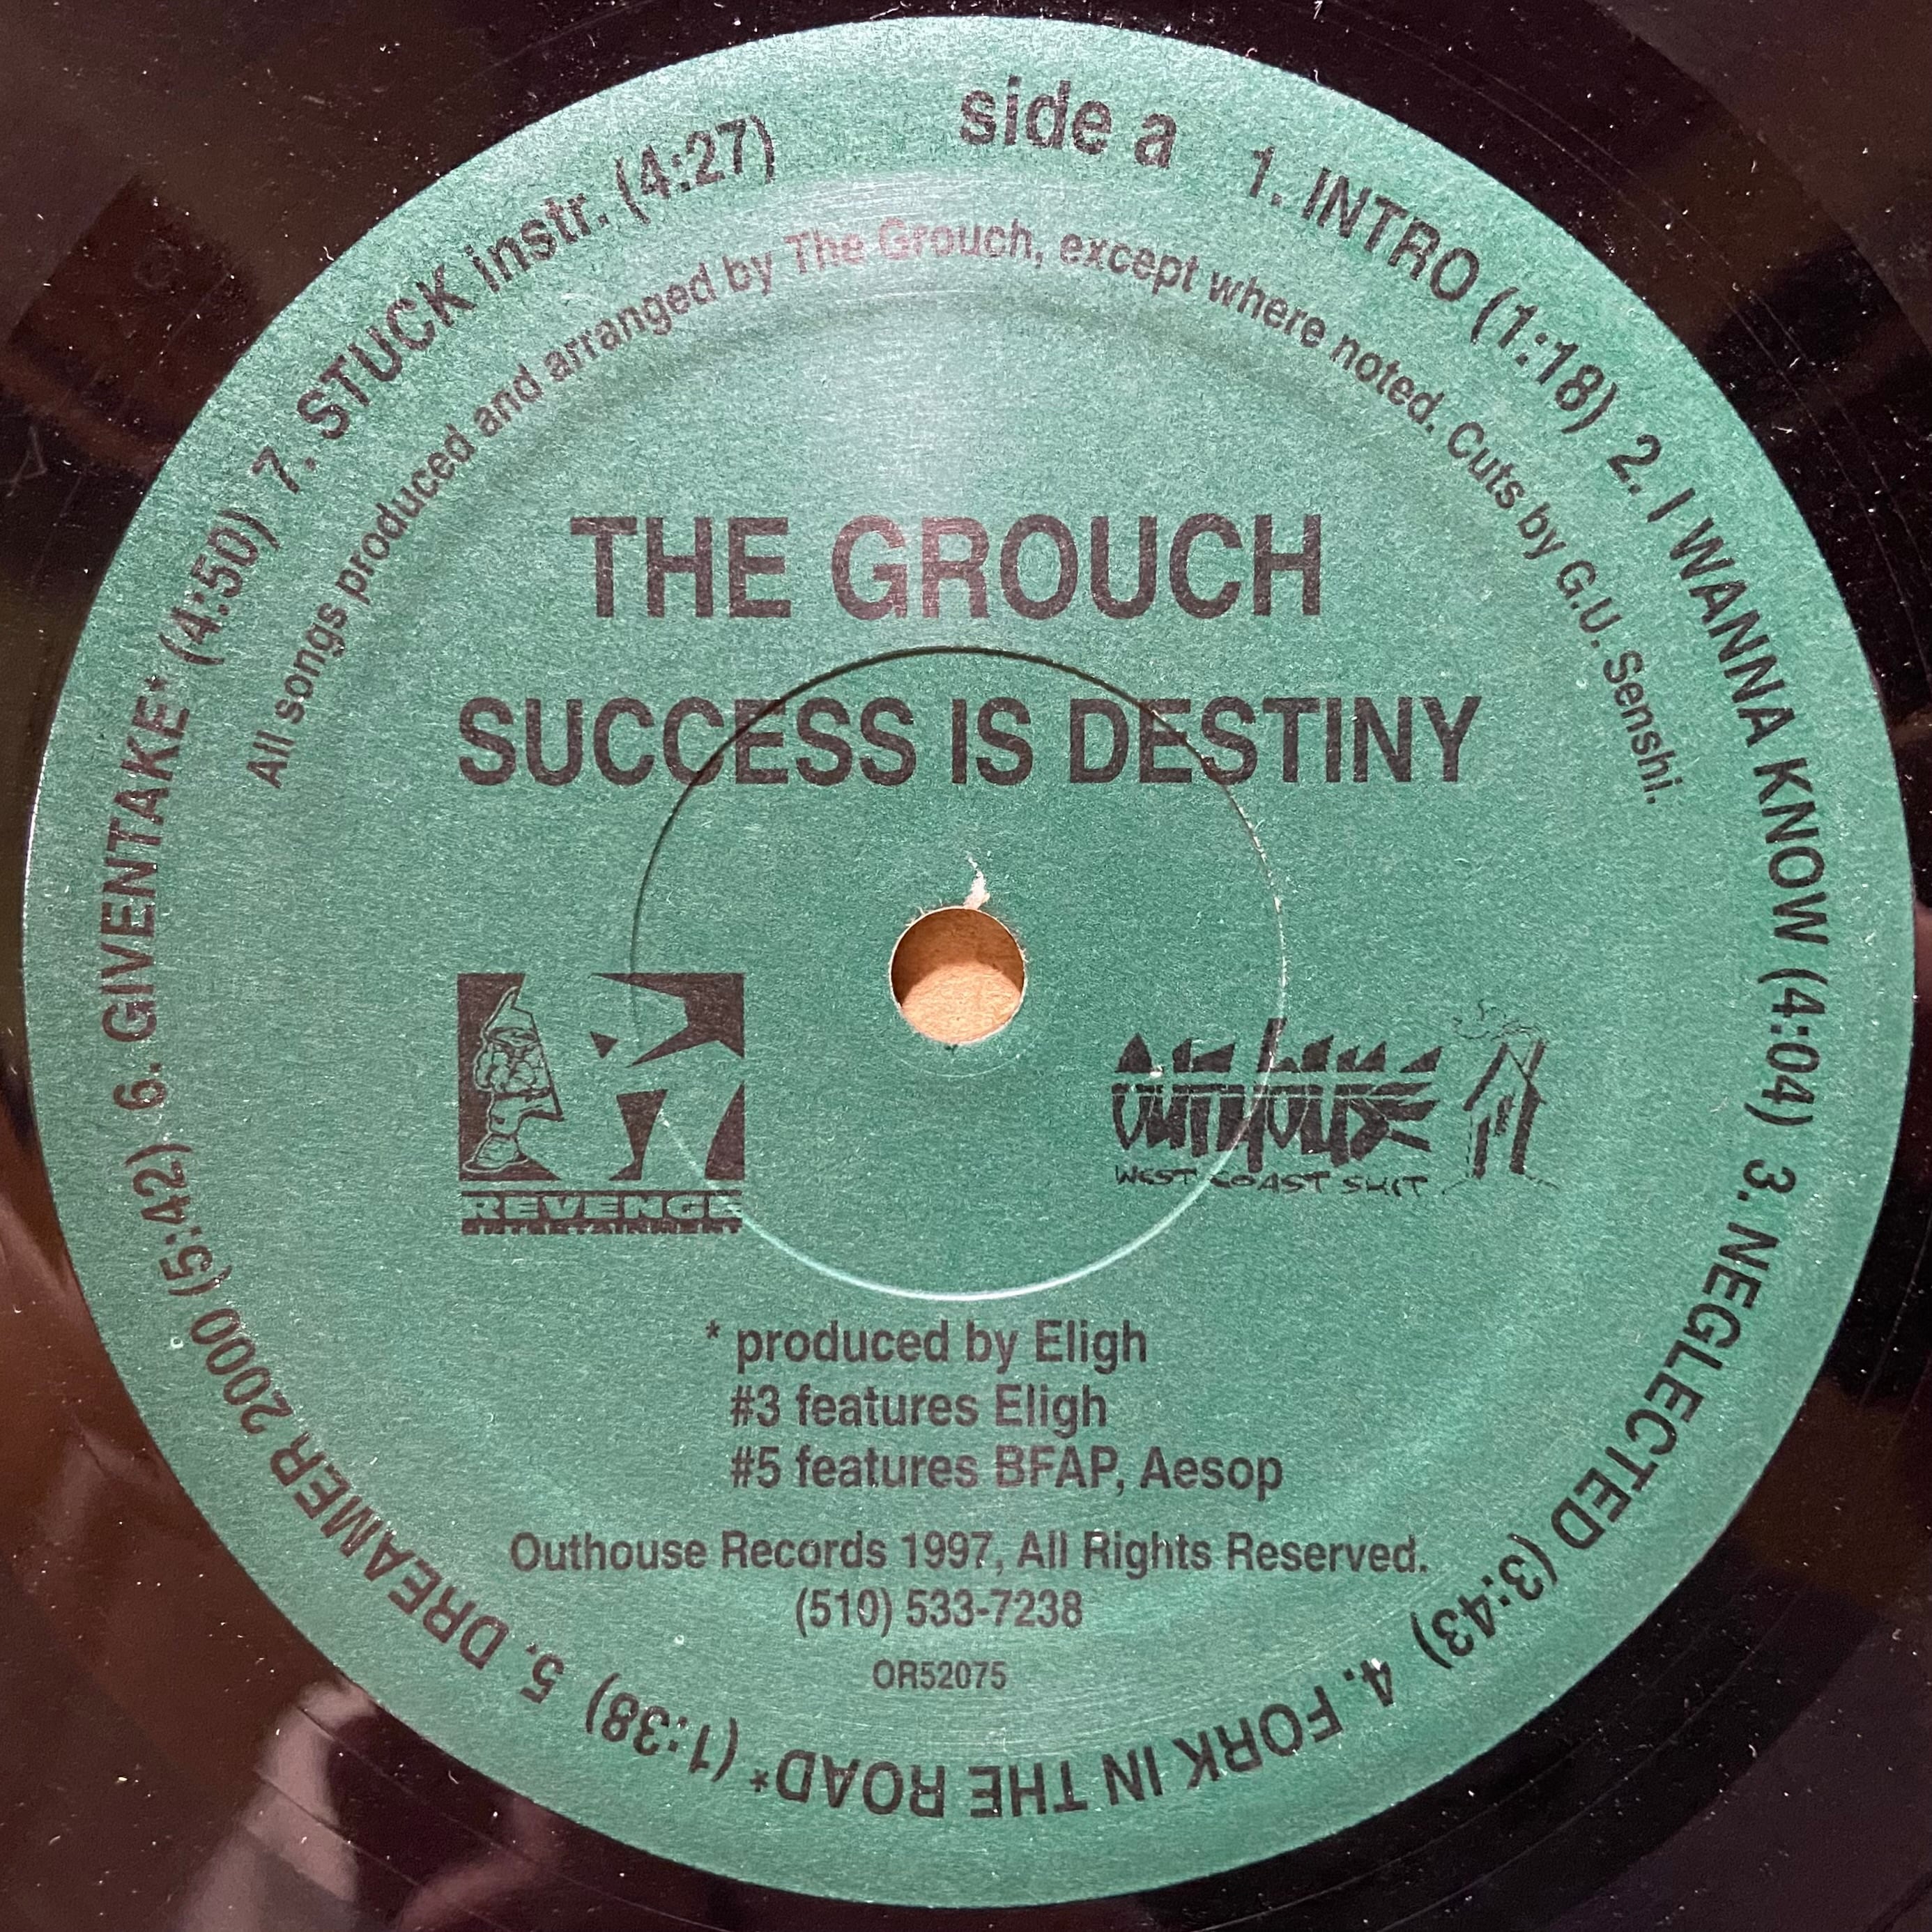 side a 1. INTRO (1:18) 2. I WANNA KNOW (4:04) 3. NEGLECTED (3:43) 4. FORK IN THE ROAD* (1:38) 5. DREAMER 2000 (5:42) 6. GIVENTAKE* (4:50) 7. STUCK instr. (4:27)
All songs produced and arranged by The Grouch, except where noted. Cuts by G.U. Senshi.
THE GROUCH
SUCCESS IS DESTINY
REVENGE
ENTERTAINMENT
OUTHOUSE
WEST COAST SHIT
* produced by Eligh
#3 features Eligh
#5 features BFAP, Aesop
Outhouse Records 1997, All Rights Reserved.
(510) 533-7238
OR52075